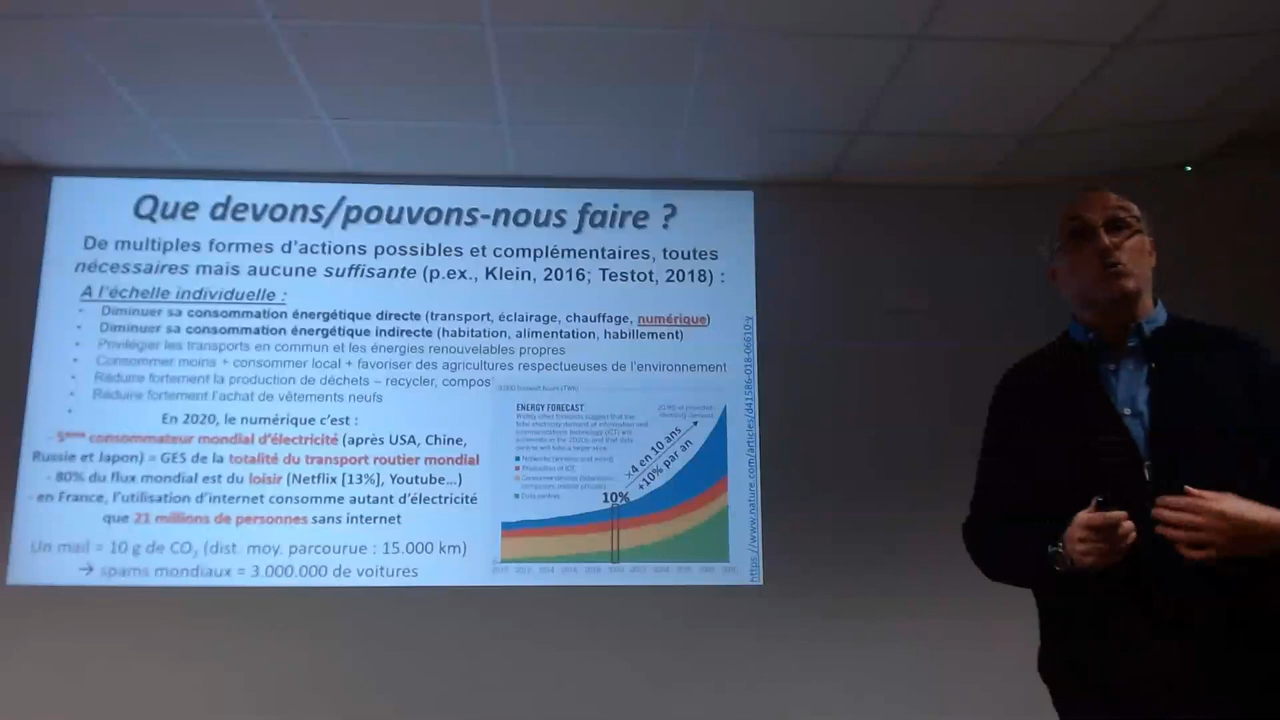 Que devons/pouvons-nous faire ?
De multiples formes d'actions possibles et complémentaires, toutes
nécessaires mais aucune suffisante (p.ex., Klein, 2016; Testot, 2018) :
A l'échelle individuelle :
• Diminuer sa consommation énergétique directe (transport, éclairage, chauffage, numérique)
• Diminuer sa consommation énergétique indirecte (habitation, alimentation, habillement)
• Privilégier les transports en commun et les énergies renouvelables propres
• Consommer moins + consommer local + favoriser des agricultures respectueuses de l'environnement
• Réduire fortement la production de déchets – recycler, compos
• Réduire fortement l'achat de vêtements neufs
En 2020, le numérique c'est :
- 5ème consommateur mondial d'électricité (après USA, Chine,
Russie et Japon) = GES de la totalité du transport routier mondial
- 80% du flux mondial est du loisir (Netflix [13%], Youtube...)
- en France, l'utilisation d'internet consomme autant d'électricité
que 21 millions de personnes sans internet
Un mail = 10 g de CO₂ (dist. moy. parcourue : 15.000 km)
→ spams mondiaux = 3.000.000 de voitures
ENERGY FORECAST
Production of ICT
Data centres
10%
×4 en 10 ans
+10% par an
https://www.nature.com/articles/d41586-018-06610-y